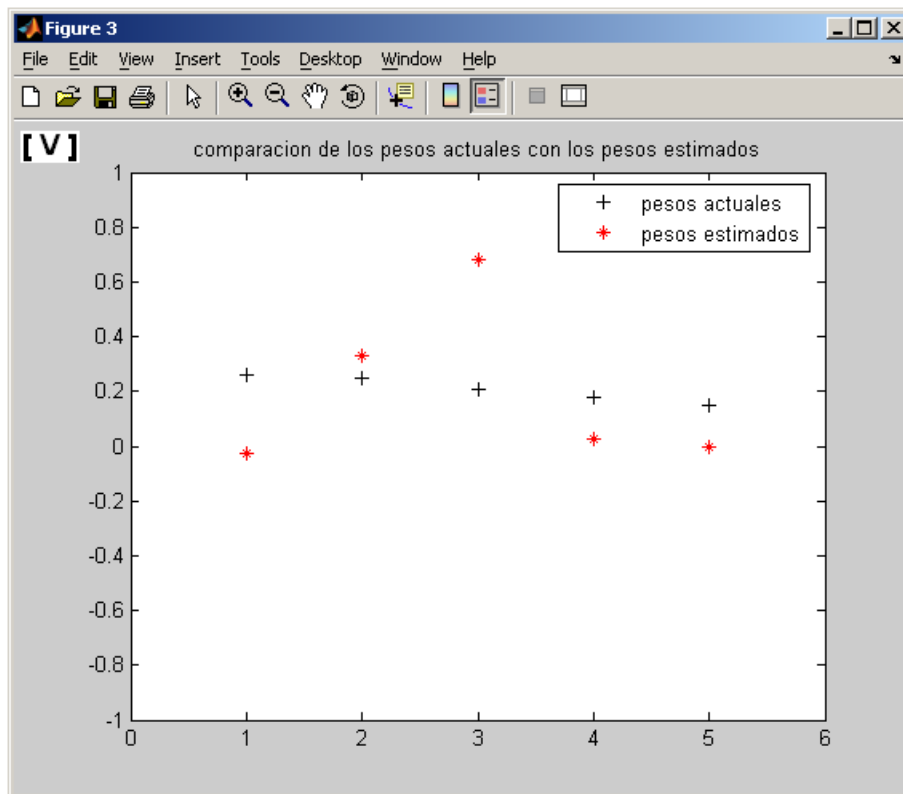 Figure 3
File Edit View Insert Tools Desktop Window Help
[ V ]
comparacion de los pesos actuales con los pesos estimados
pesos actuales
pesos estimados
1
0.8
0.6
0.4
0.2
0
-0.2
-0.4
-0.6
-0.8
-1
0 1 2 3 4 5 6